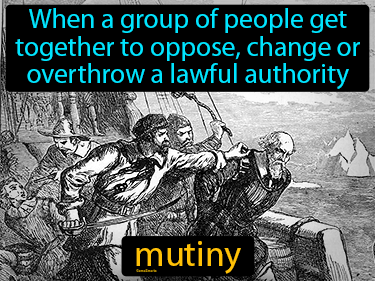 When a group of people get
together to oppose, change or
overthrow a lawful authority
mutiny